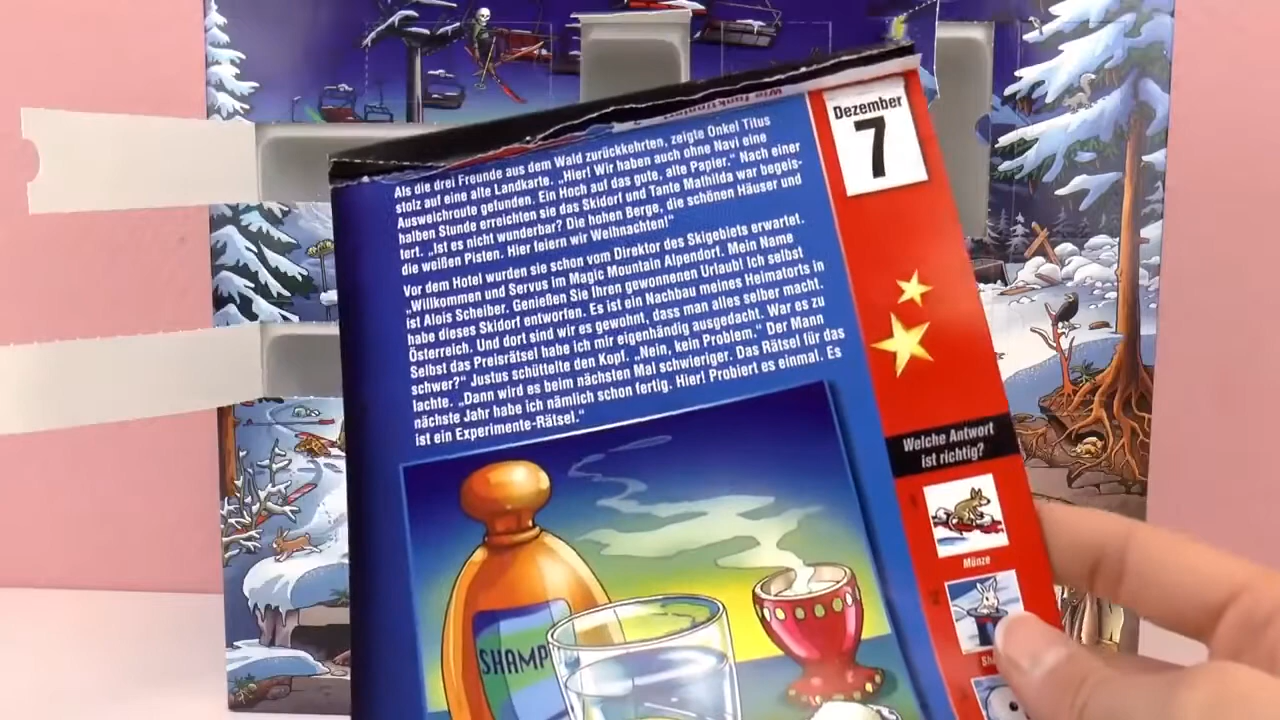 Als die drei Freunde aus dem Wald zurückkehrten, zeigte Onkel Titus
stolz auf eine alte Landkarte. „Hier! Wir haben auch ohne Navi eine
Ausweichroute gefunden. Ein Hoch auf das gute, alte Papier.“ Nach einer
halben Stunde erreichten sie das Skidorf und Tante Mathilda war begeis-
tert. „Ist es nicht wunderbar? Die hohen Berge, die schönen Häuser und
die weißen Pisten. Hier feiern wir Weihnachten!“
Vor dem Hotel wurden sie schon vom Direktor des Skigebiets erwartet.
„Willkommen und Servus im Magic Mountain Alpendorf. Mein Name
ist Alois Scheiber. Genießen Sie Ihren gewonnenen Urlaub! Ich selbst
habe dieses Skidorf entworfen. Es ist ein Nachbau meines Heimatorts in
Österreich. Und dort sind wir es gewohnt, dass man alles selber macht.
Selbst das Preisrätsel habe ich mir eigenhändig ausgedacht. War es zu
schwer?“ Justus schüttelte den Kopf. „Nein, kein Problem.“ Der Mann
lachte. „Dann wird es beim nächsten Mal schwieriger. Das Rätsel für das
nächste Jahr habe ich nämlich schon fertig. Hier! Probiert es einmal. Es
ist ein Experimente-Rätsel.“
SHAMP
Dezember
7
Welche Antwort
ist richtig?
Münze